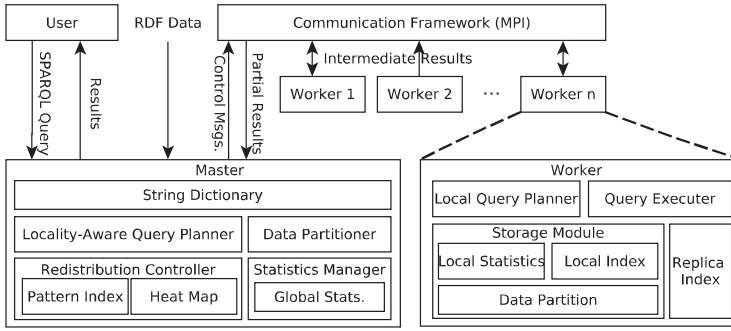 User
RDF Data
Communication Framework (MPI)
SPARQL Query
Results
Control Msgs.
Partial Results
Intermediate Results
Worker 1
Worker 2
...
Worker n
Master
String Dictionary
Locality-Aware Query Planner
Data Partitioner
Redistribution Controller
Pattern Index
Heat Map
Statistics Manager
Global Stats.
Worker
Local Query Planner
Query Executer
Storage Module
Local Statistics
Local Index
Data Partition
Replica
Index